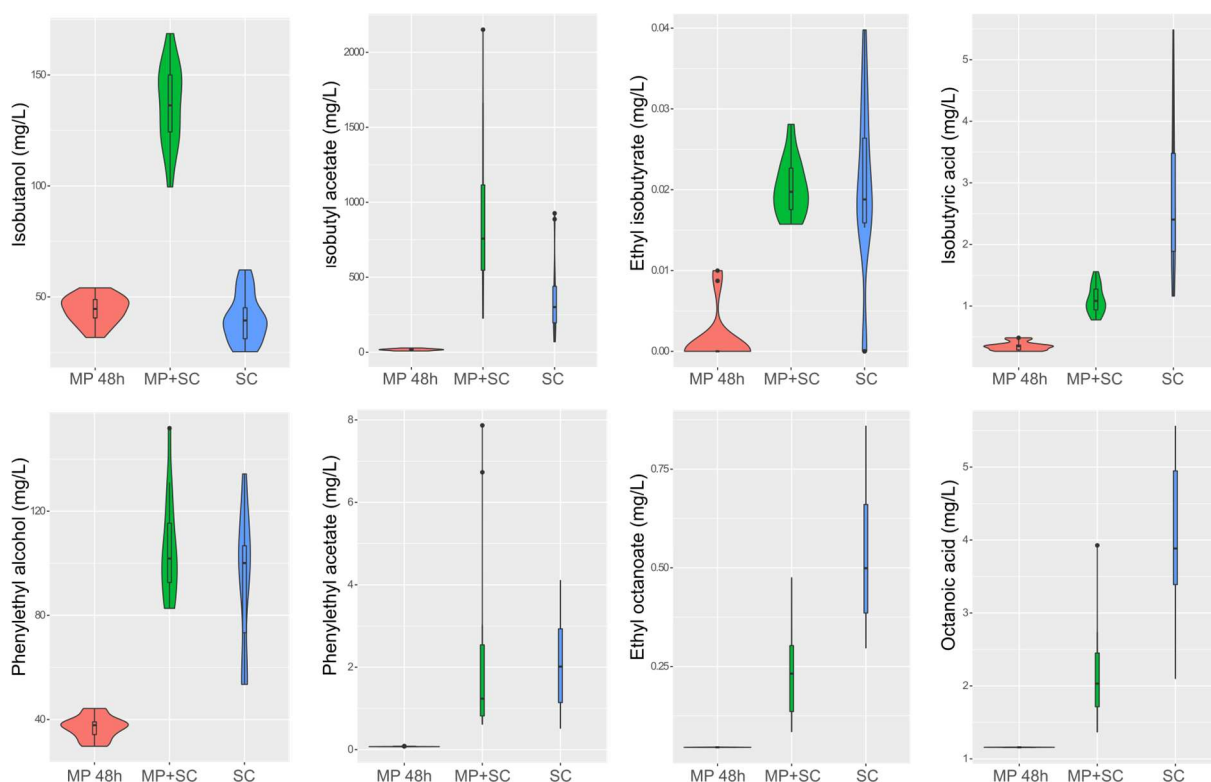 Isobutanol (mg/L)
150
100
50
MP 48h MP+SC SC
Isobutyl acetate (mg/L)
2000
1500
1000
500
0
MP 48h MP+SC SC
Ethyl isobutyrate (mg/L)
0.04
0.03
0.02
0.01
0.00
MP 48h MP+SC SC
Isobutyric acid (mg/L)
5
4
3
2
1
MP 48h MP+SC SC
Phenylethyl alcohol (mg/L)
120
80
40
MP 48h MP+SC SC
Phenylethyl acetate (mg/L)
8
6
4
2
0
MP 48h MP+SC SC
Ethyl octanoate (mg/L)
0.75
0.50
0.25
MP 48h MP+SC SC
Octanoic acid (mg/L)
5
4
3
2
1
MP 48h MP+SC SC